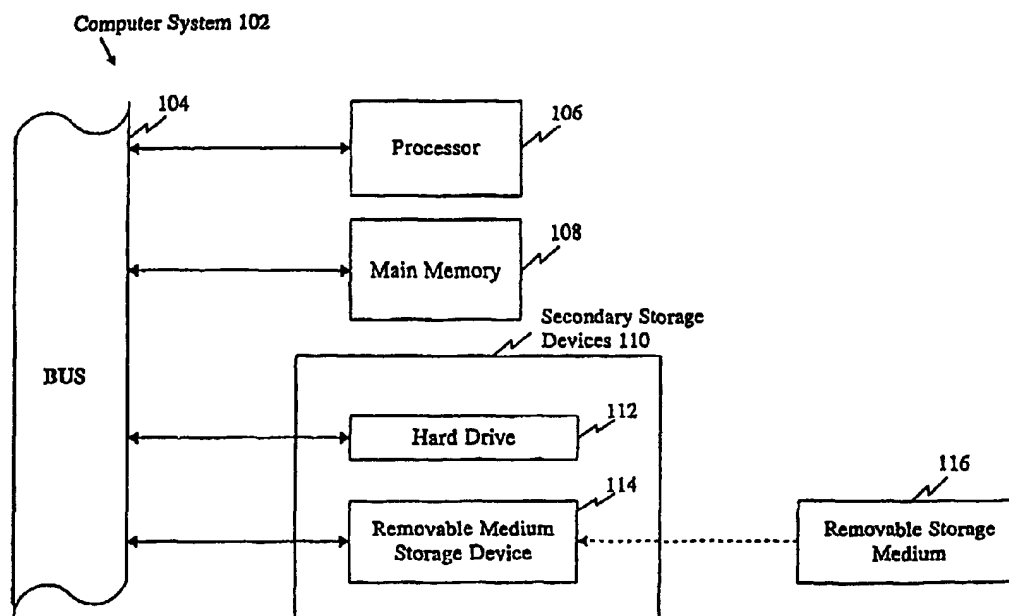 Computer System 102
104
106
Processor
108
Main Memory
Secondary Storage
Devices 110
BUS
112
Hard Drive
114
116
Removable Medium
Storage Device
Removable Storage
Medium